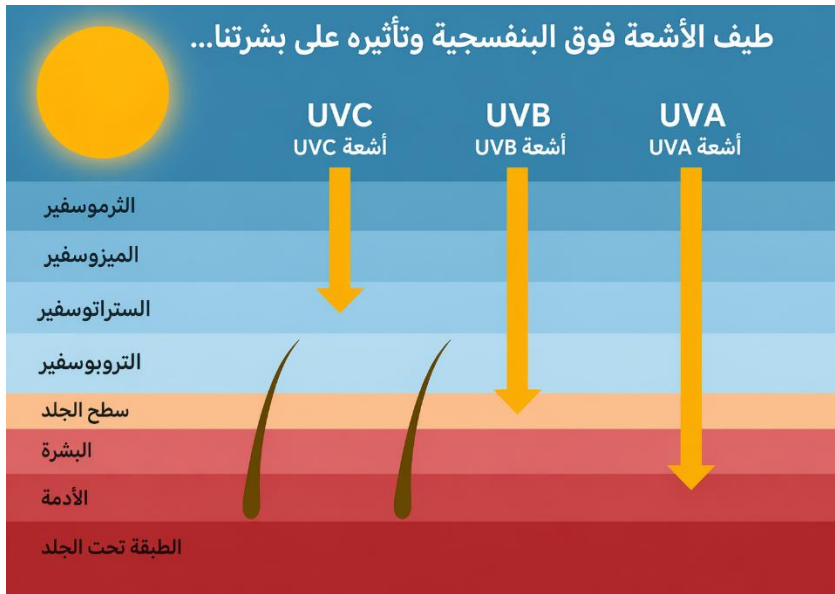 طيف الأشعة فوق البنفسجية وتأثيره على بشرتنا...
UVA
أشعة UVA
UVB
أشعة UVB
UVC
أشعة UVC
الثرموسفير
الميزوسفير
الستراتوسفير
التروبوسفير
سطح الجلد
البشرة
الأدمة
الطبقة تحت الجلد